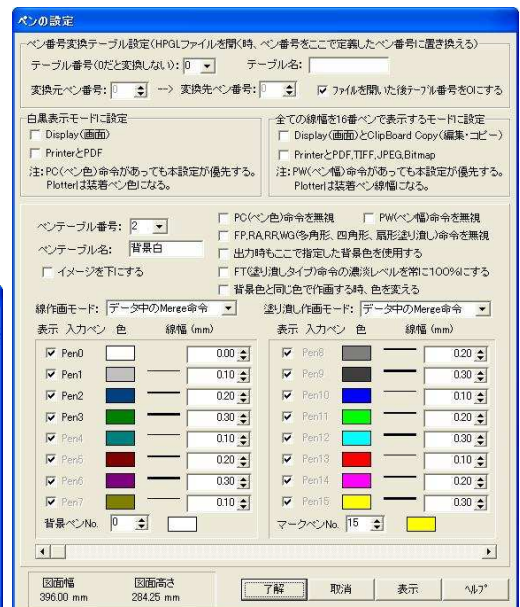 ペンの設定
ペン番号変換テーブル設定(HPGLファイルを開く時、ペン番号をここで定義したペン番号に置き換える)
テーブル番号(0だと変換しない): 0 テーブル名:
変換元ペン番号: 0 --> 変換先ペン番号: 0 ファイルを開いた後テーブル番号を0にする
白黒表示モードに設定
Display(画面)
PrinterとPDF
注:PC(ペン色)命令があっても本設定が優先する。
Plotterは装着ペン色になる。
全ての線幅を16番ペンで表示するモードに設定
Display(画面)とClipBoard Copy(編集・コピー)
PrinterとPDF,TIFF,JPEG,Bitmap
注:PW(ペン幅)命令があっても本設定が優先する。
Plotterは装着ペン線幅になる。
ペンテーブル番号: 2
ペンテーブル名: 背景白
イメージを下にする
PC(ペン色)命令を無視 PW(ペン幅)命令を無視
FP,RA,RR,WG(多角形、四角形、扇形塗り潰し)命令を無視
出力時もここで指定した背景色を使用する
FT(塗り潰しタイプ)命令の濃淡レベルを常に100%にする
背景色と同じ色で作画する時、色を変える
線作画モード: データ中のMerge命令 塗り潰し作画モード: データ中のMerge命令
表示 入力ペン 色 線幅 (mm) 表示 入力ペン 色 線幅 (mm)
Pen0 0.00 Pen8 0.20
Pen1 0.10 Pen9 0.30
Pen2 0.20 Pen10 0.10
Pen3 0.30 Pen11 0.20
Pen4 0.10 Pen12 0.30
Pen5 0.20 Pen13 0.10
Pen6 0.30 Pen14 0.20
Pen7 0.10 Pen15 0.30
背景ペンNo. 0 マークペンNo. 15
図面幅 図面高さ
396.00 mm 284.25 mm
了解 取消 表示 ヘルプ